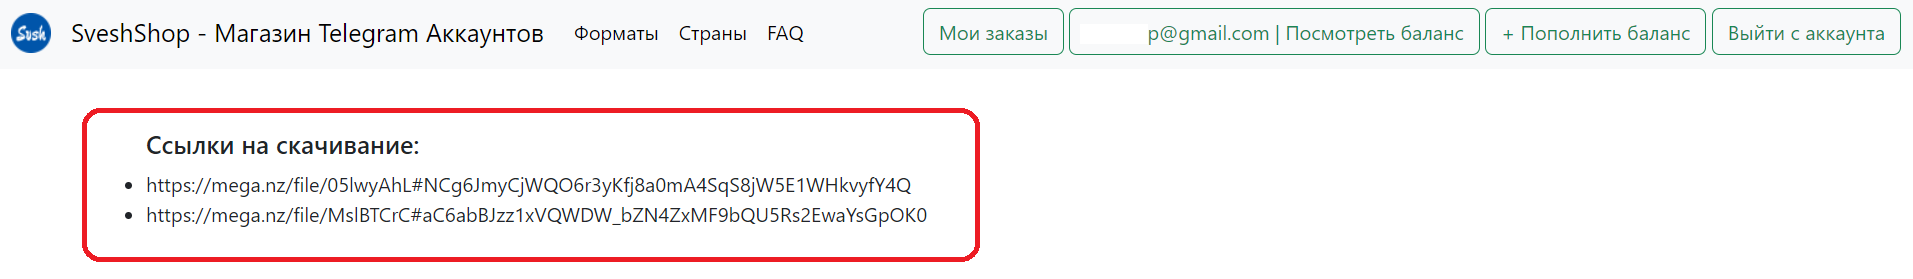 Svsh
SveshShop - Магазин Telegram Аккаунтов Форматы Страны FAQ Мои заказы p@gmail.com | Посмотреть баланс + Пополнить баланс Выйти с аккаунта
Ссылки на скачивание:
https://mega.nz/file/05lwyAhL#NCg6JmyCjWQO6r3yKfj8a0mA4SqS8jW5E1WHkvyfY4Q
https://mega.nz/file/MslBTCrC#aC6abBJzz1xVQWDW_bZN4ZxMF9bQU5Rs2EwaYsGpOK0